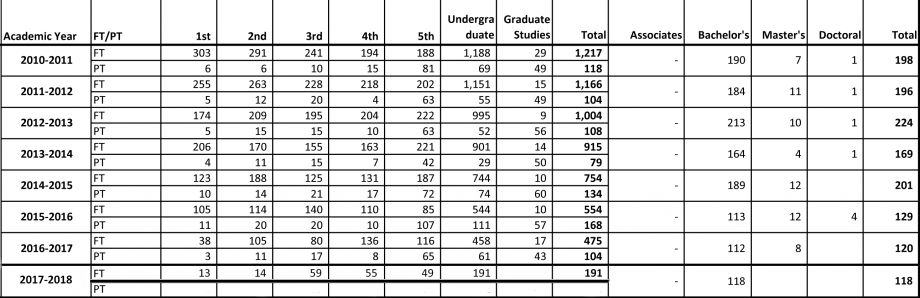 Undergra Graduate
Academic Year FT/PT 1st 2nd 3rd 4th 5th duate Studies Total Associates Bachelor's Master's Doctoral Total
2010-2011 FT 303 291 241 194 188 1,188 29 1,217 - 190 7 1 198
PT 6 6 10 15 81 69 49 118
2011-2012 FT 255 263 228 218 202 1,151 15 1,166 - 184 11 1 196
PT 5 12 20 4 63 55 49 104
2012-2013 FT 174 209 195 204 222 995 9 1,004 - 213 10 1 224
PT 5 15 15 10 63 52 56 108
2013-2014 FT 206 170 155 163 221 901 14 915 - 164 4 1 169
PT 4 11 15 7 42 29 50 79
2014-2015 FT 123 188 125 131 187 744 10 754 - 189 12 201
PT 10 14 21 17 72 74 60 134
2015-2016 FT 105 114 140 110 85 544 10 554 - 113 12 4 129
PT 11 20 20 10 107 111 57 168
2016-2017 FT 38 105 80 136 116 458 17 475 - 112 8 120
PT 3 11 17 8 65 61 43 104
2017-2018 FT 13 14 59 55 49 191 191 - 118 118
PT